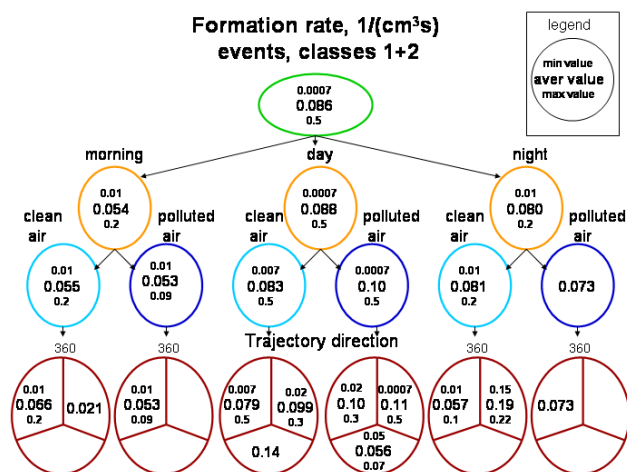 Formation rate, 1/(cm³s)
events, classes 1+2
legend
min value
aver value
max value
0.0007
0.086
0.5
morning
day
night
0.01
0.054
0.2
0.0007
0.088
0.5
0.01
0.080
0.2
clean
air
polluted
air
clean
air
polluted
air
clean
air
polluted
air
0.01
0.055
0.2
0.01
0.053
0.09
0.007
0.083
0.5
0.0007
0.10
0.5
0.01
0.081
0.2
0.073
360
360
Trajectory direction
360
360
0.01
0.066
0.2
0.021
0.01
0.053
0.09
0.007
0.079
0.5
0.02
0.099
0.3
0.14
0.02
0.10
0.3
0.0007
0.11
0.5
0.05
0.056
0.07
0.01
0.057
0.1
0.15
0.19
0.22
0.073